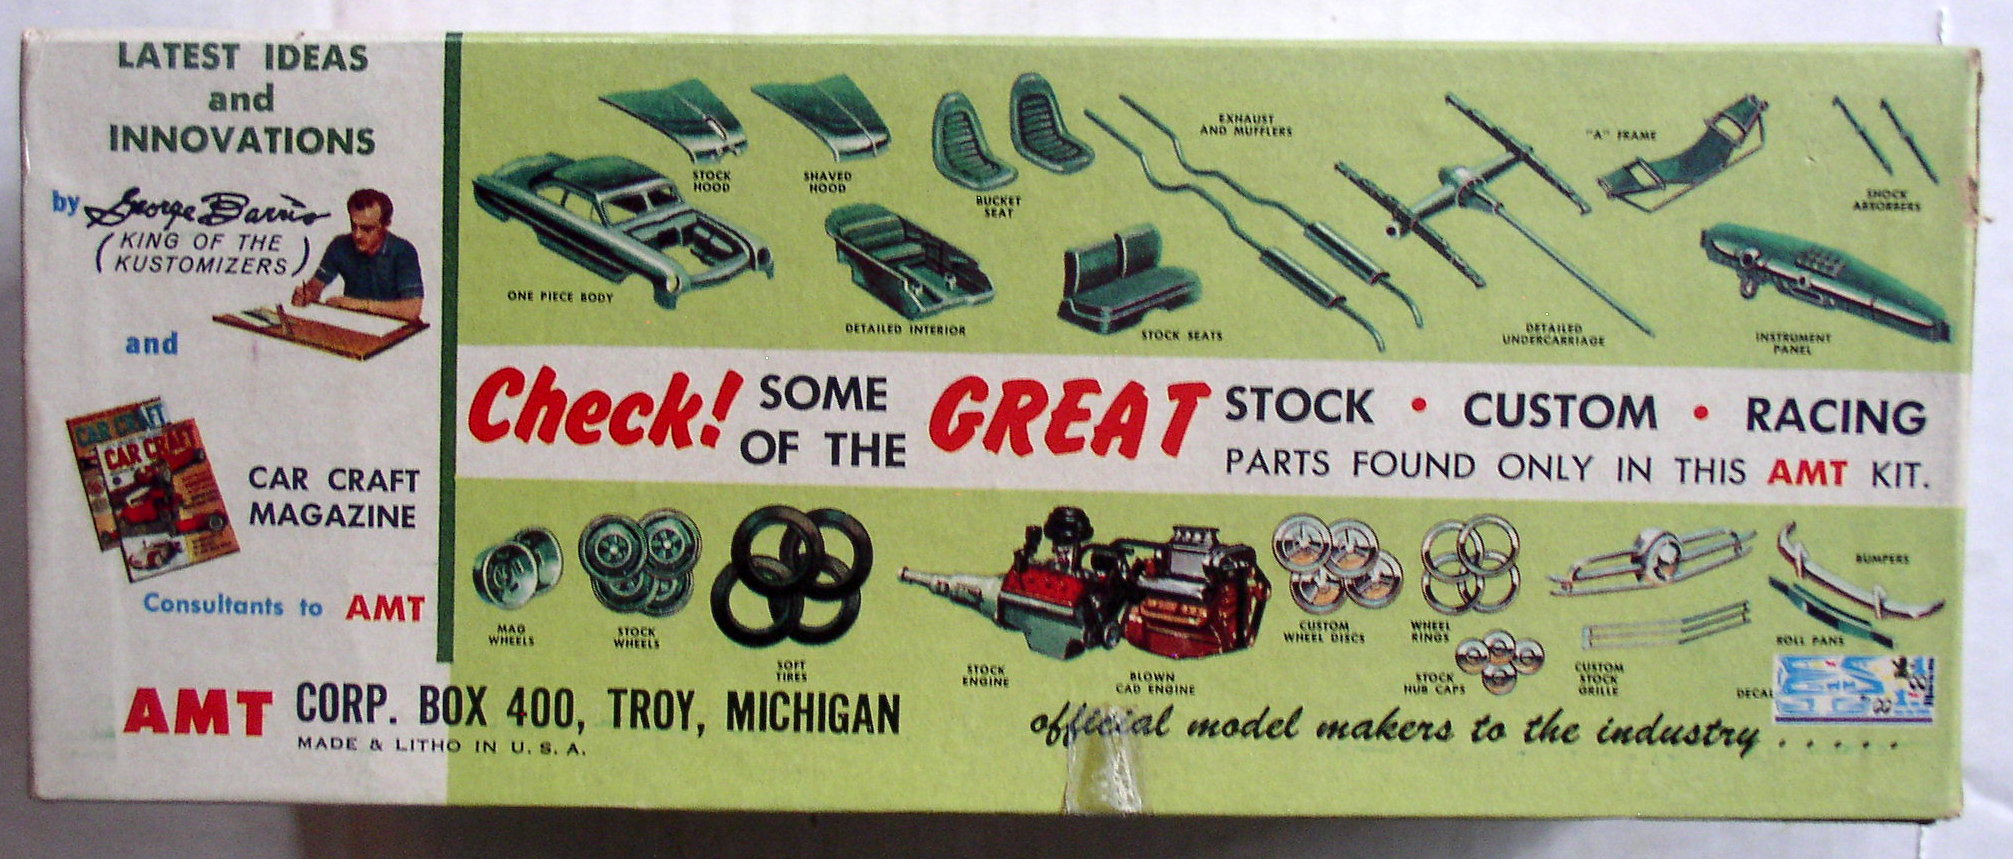 LATEST IDEAS
and
INNOVATIONS
by George Barris
(KING OF THE
KUSTOMIZERS)
and
CAR CRAFT
CAR CRAFT
CAR CRAFT
MAGAZINE
Consultants to AMT
STOCK
HOOD
SHAVED
HOOD
BUCKET
SEAT
EXHAUST
AND MUFFLERS
"A" FRAME
SHOCK
ABSORBERS
ONE PIECE BODY
DETAILED INTERIOR
STOCK SEATS
DETAILED
UNDERCARRIAGE
INSTRUMENT
PANEL
Check! SOME
OF THE GREAT STOCK • CUSTOM • RACING
PARTS FOUND ONLY IN THIS AMT KIT.
MAG
WHEELS
STOCK
WHEELS
SOFT
TIRES
STOCK
ENGINE
BLOWN
CAD ENGINE
CUSTOM
WHEEL DISCS
WHEEL
RINGS
STOCK
HUB CAPS
CUSTOM
STOCK
GRILLE
BUMPERS
ROLL PANS
DECAL
AMT CORP. BOX 400, TROY, MICHIGAN
MADE & LITHO IN U. S. A.
official model makers to the industry . . . . .